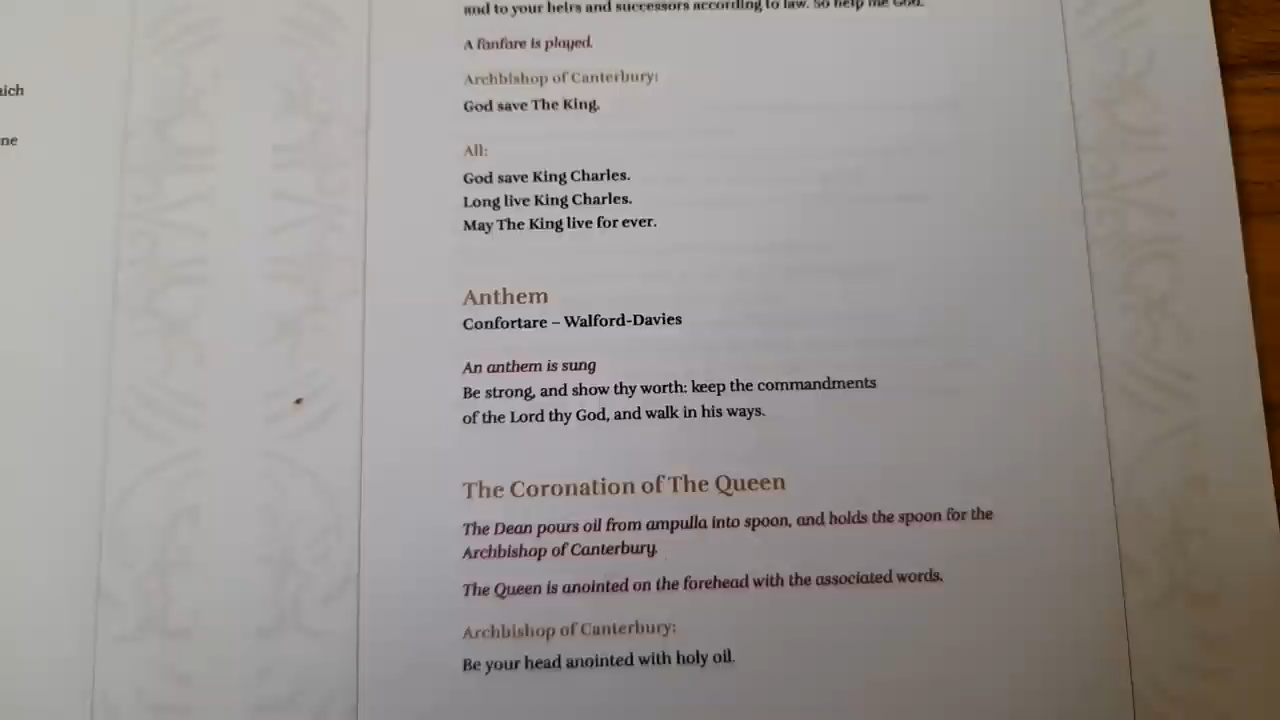 aich
ne
and to your heirs and successors according to law. So help me God.
A fanfare is played.
Archbishop of Canterbury:
God save The King.
All:
God save King Charles.
Long live King Charles.
May The King live for ever.
Anthem
Confortare – Walford-Davies
An anthem is sung
Be strong, and show thy worth: keep the commandments
of the Lord thy God, and walk in his ways.
The Coronation of The Queen
The Dean pours oil from ampulla into spoon, and holds the spoon for the
Archbishop of Canterbury.
The Queen is anointed on the forehead with the associated words.
Archbishop of Canterbury:
Be your head anointed with holy oil.